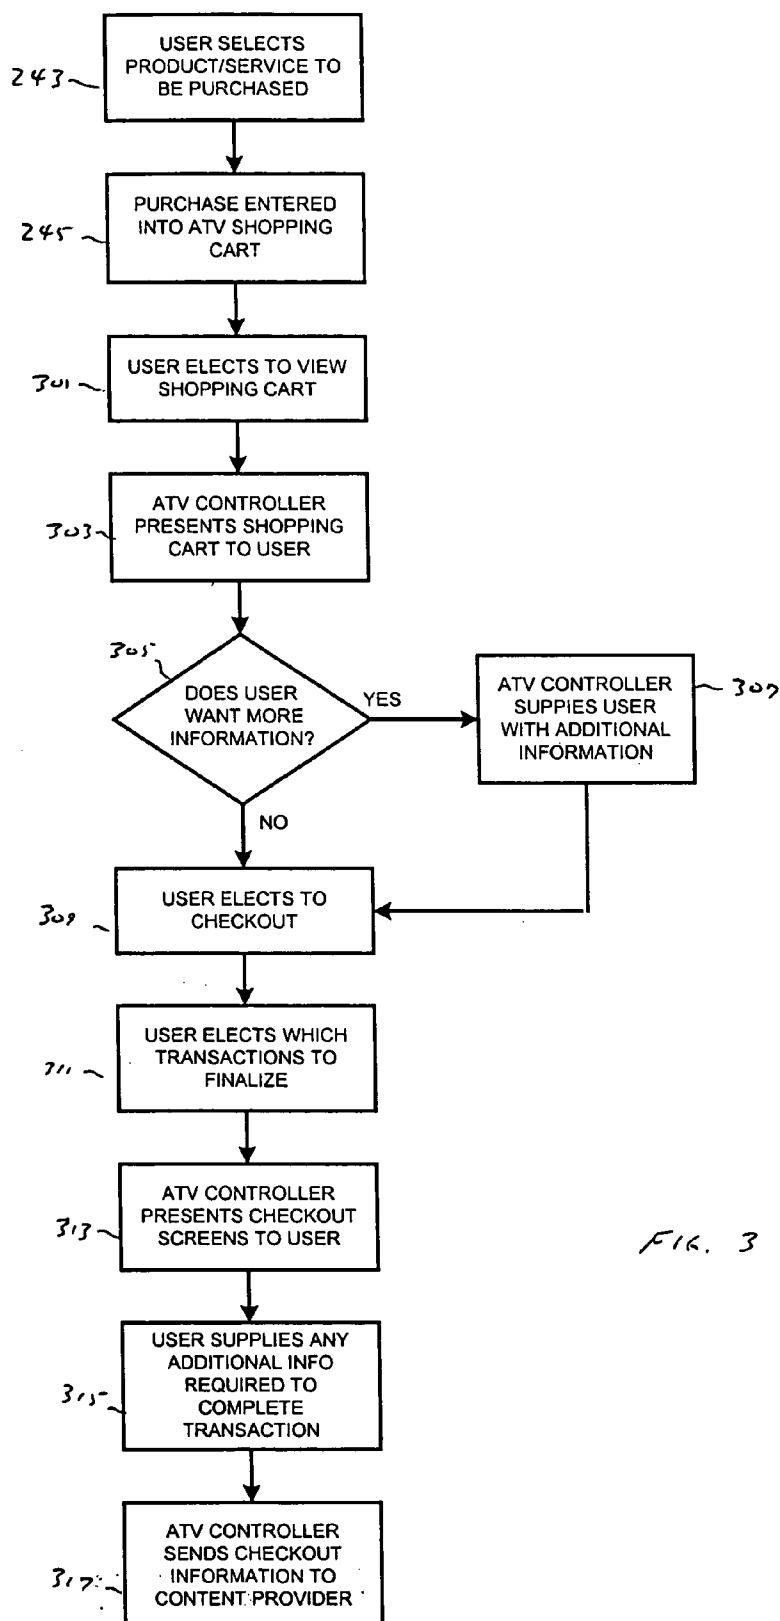 USER SELECTS
PRODUCT/SERVICE TO
BE PURCHASED
243
PURCHASE ENTERED
INTO ATV SHOPPING
CART
245
USER ELECTS TO VIEW
SHOPPING CART
301
ATV CONTROLLER
PRESENTS SHOPPING
CART TO USER
303
305
DOES USER
WANT MORE
INFORMATION?
YES
ATV CONTROLLER
SUPPIES USER
WITH ADDITIONAL
INFORMATION
307
NO
USER ELECTS TO
CHECKOUT
309
USER ELECTS WHICH
TRANSACTIONS TO
FINALIZE
311
ATV CONTROLLER
PRESENTS CHECKOUT
SCREENS TO USER
313
FIG. 3
USER SUPPLIES ANY
ADDITIONAL INFO
REQUIRED TO
COMPLETE
TRANSACTION
315
ATV CONTROLLER
SENDS CHECKOUT
INFORMATION TO
CONTENT PROVIDER
317